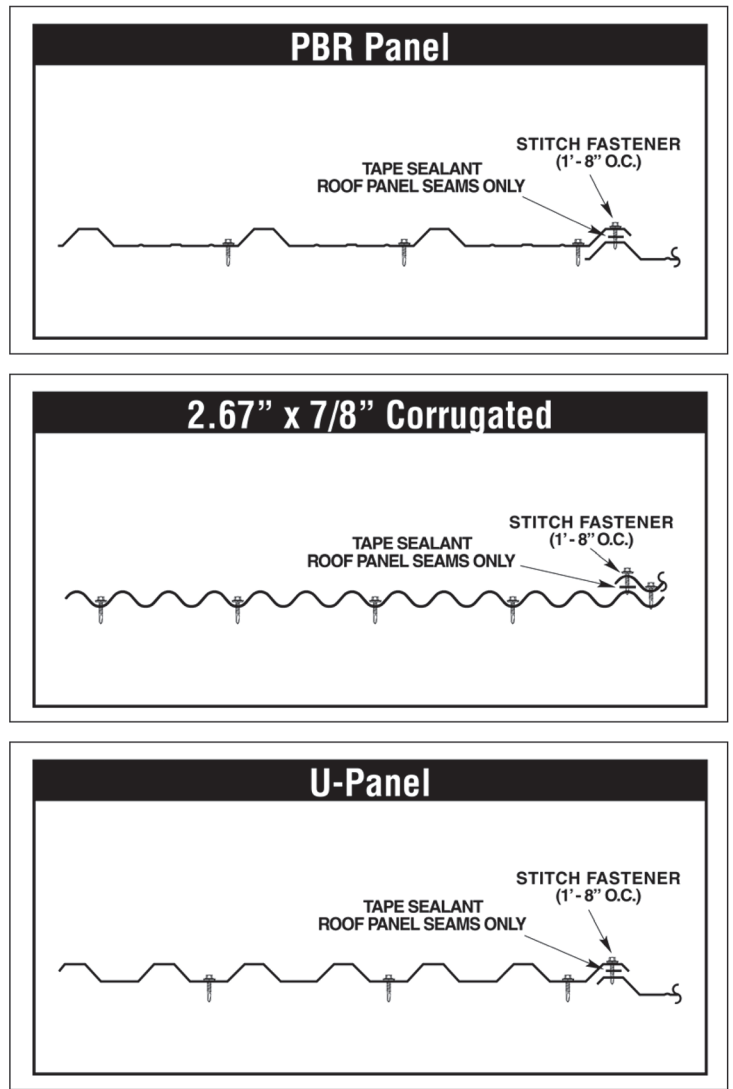 PBR Panel
STITCH FASTENER
(1’ - 8” O.C.)
TAPE SEALANT
ROOF PANEL SEAMS ONLY
2.67” x 7/8” Corrugated
STITCH FASTENER
(1’ - 8” O.C.)
TAPE SEALANT
ROOF PANEL SEAMS ONLY
U-Panel
STITCH FASTENER
(1’ - 8” O.C.)
TAPE SEALANT
ROOF PANEL SEAMS ONLY